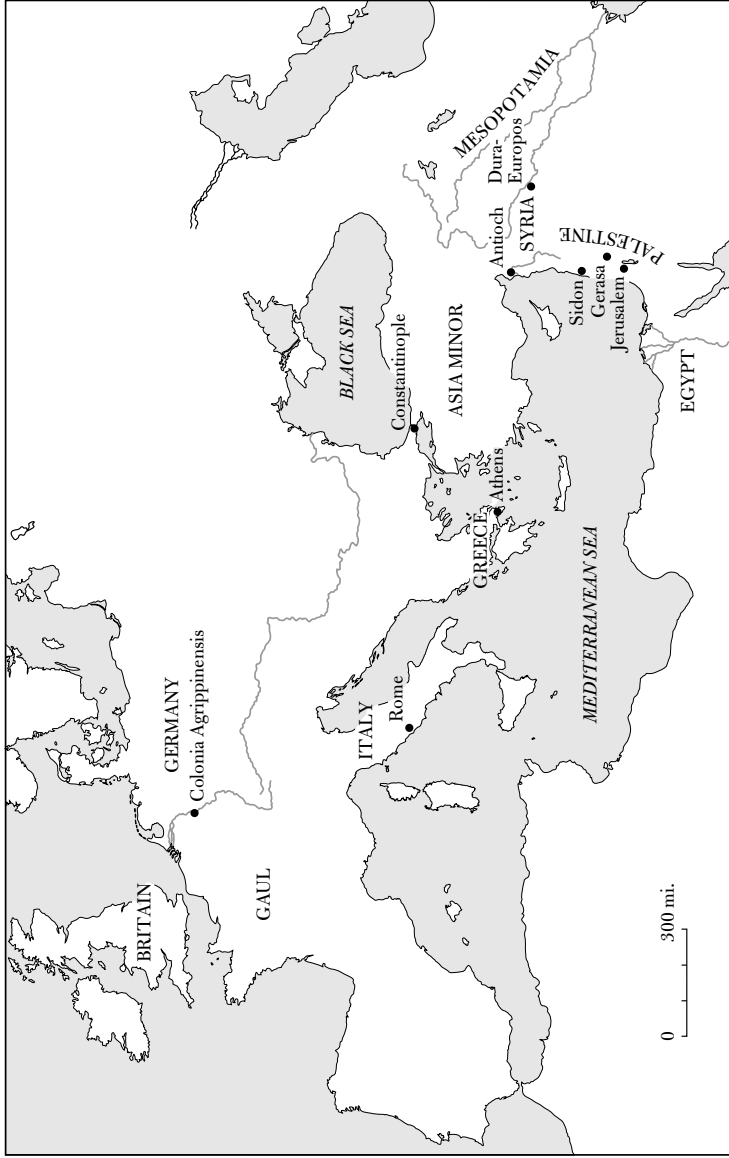 BRITAIN
GERMANY
Colonia Agrippinensis
GAUL
ITALY
Rome
BLACK SEA
Constantinople
ASIA MINOR
GREECE
Athens
MEDITERRANEAN SEA
MESOPOTAMIA
Dura-
Europos
Antioch
SYRIA
Sidon
Gerasa
Jerusalem
PALESTINE
EGYPT
0
300 mi.